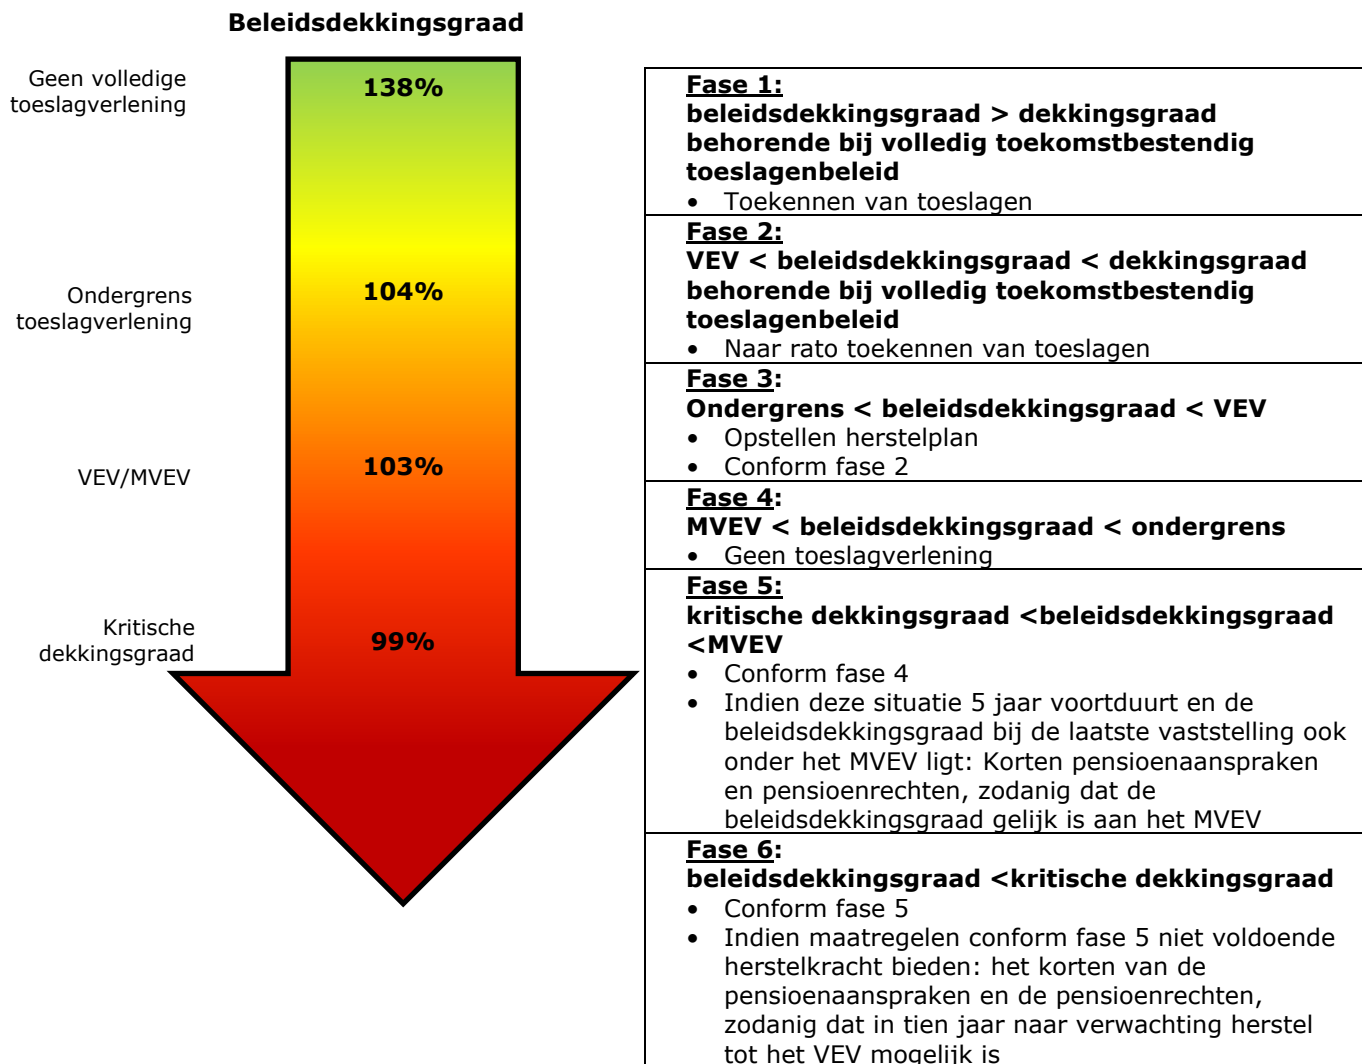 Beleidsdekkingsgraad
Geen volledige
toeslagverlening
138%
Ondergrens
toeslagverlening
104%
VEV/MVEV
103%
Kritische
dekkingsgraad
99%
Fase 1:
beleidsdekkingsgraad > dekkingsgraad
behorende bij volledig toekomstbestendig
toeslagenbeleid
• Toekennen van toeslagen
Fase 2:
VEV < beleidsdekkingsgraad < dekkingsgraad
behorende bij volledig toekomstbestendig
toeslagenbeleid
• Naar rato toekennen van toeslagen
Fase 3:
Ondergrens < beleidsdekkingsgraad < VEV
• Opstellen herstelplan
• Conform fase 2
Fase 4:
MVEV < beleidsdekkingsgraad < ondergrens
• Geen toeslagverlening
Fase 5:
kritische dekkingsgraad <beleidsdekkingsgraad
<MVEV
• Conform fase 4
• Indien deze situatie 5 jaar voortduurt en de
beleidsdekkingsgraad bij de laatste vaststelling ook
onder het MVEV ligt: Korten pensioenaanspraken
en pensioenrechten, zodanig dat de
beleidsdekkingsgraad gelijk is aan het MVEV
Fase 6:
beleidsdekkingsgraad <kritische dekkingsgraad
• Conform fase 5
• Indien maatregelen conform fase 5 niet voldoende
herstelkracht bieden: het korten van de
pensioenaanspraken en de pensioenrechten,
zodanig dat in tien jaar naar verwachting herstel
tot het VEV mogelijk is